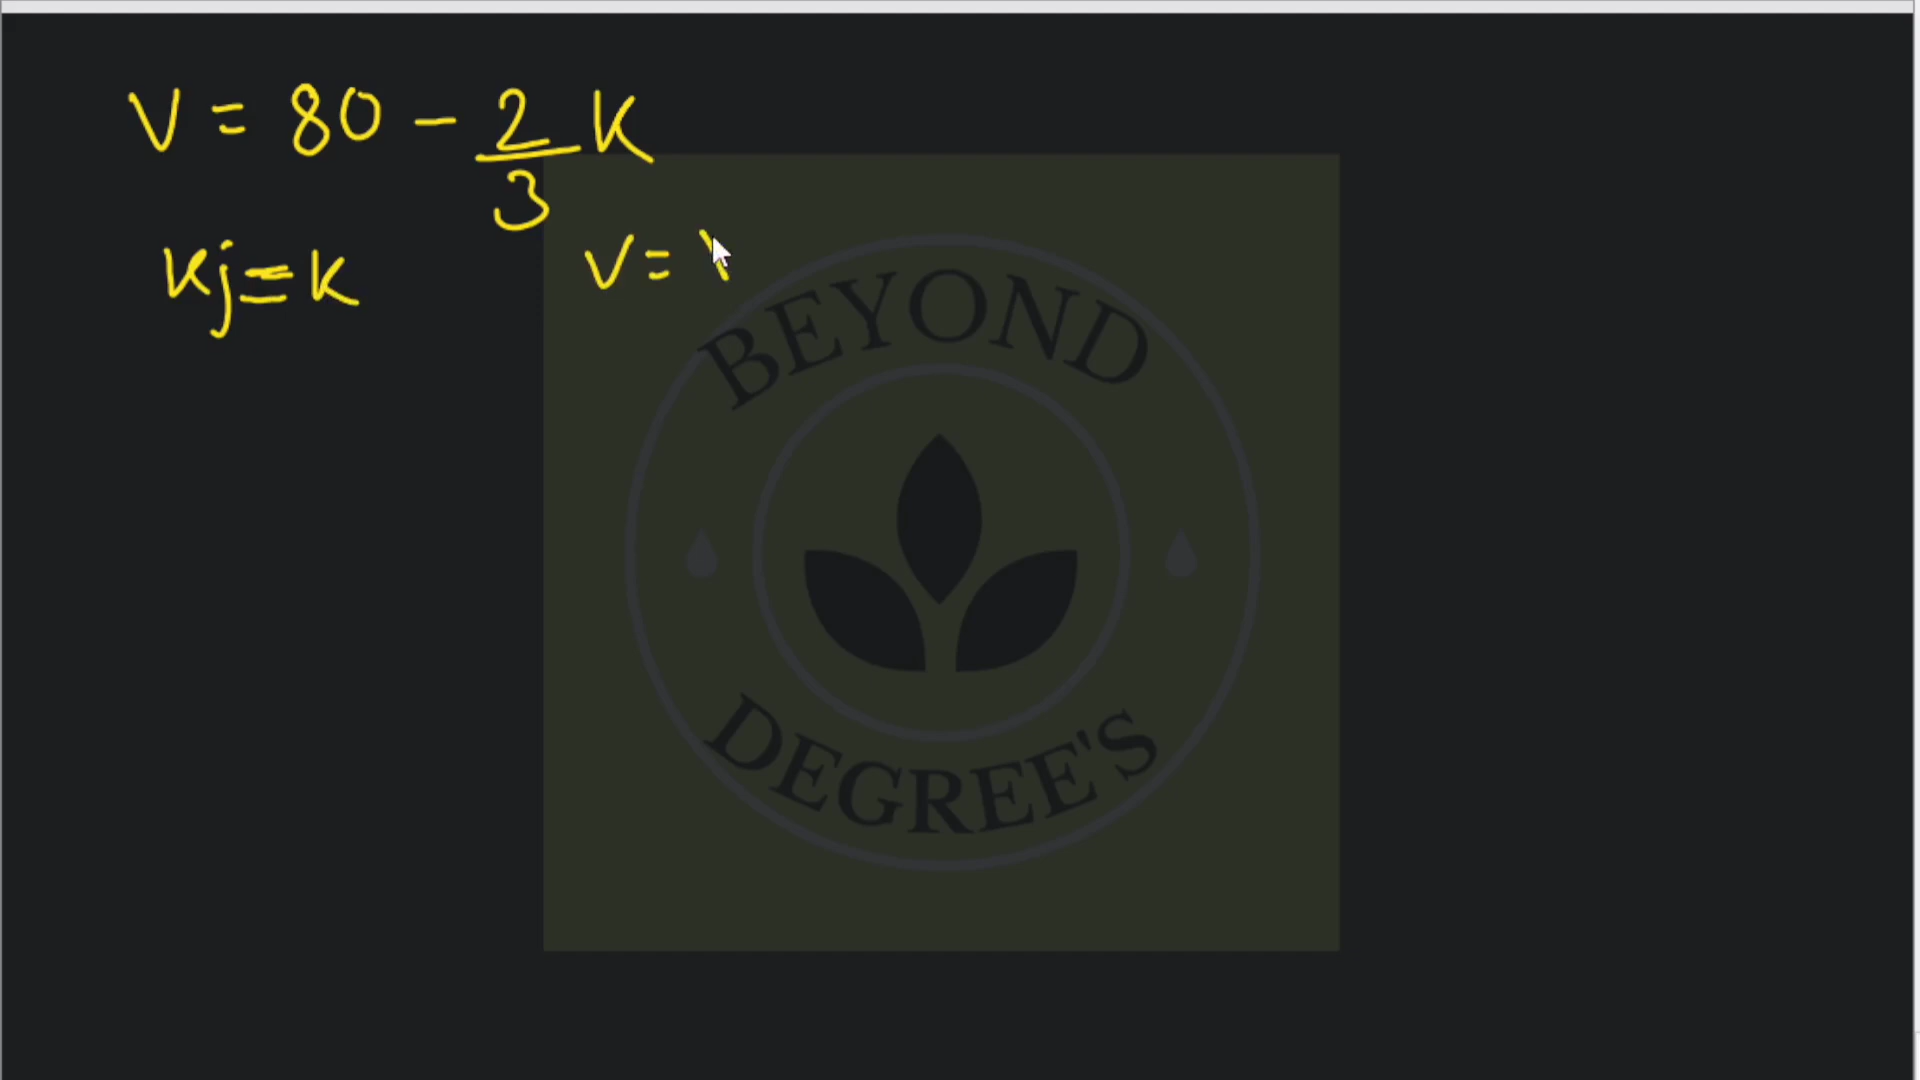 V = 80 - 2/3 K
Kj = K V =
BEYOND
DEGREE'S